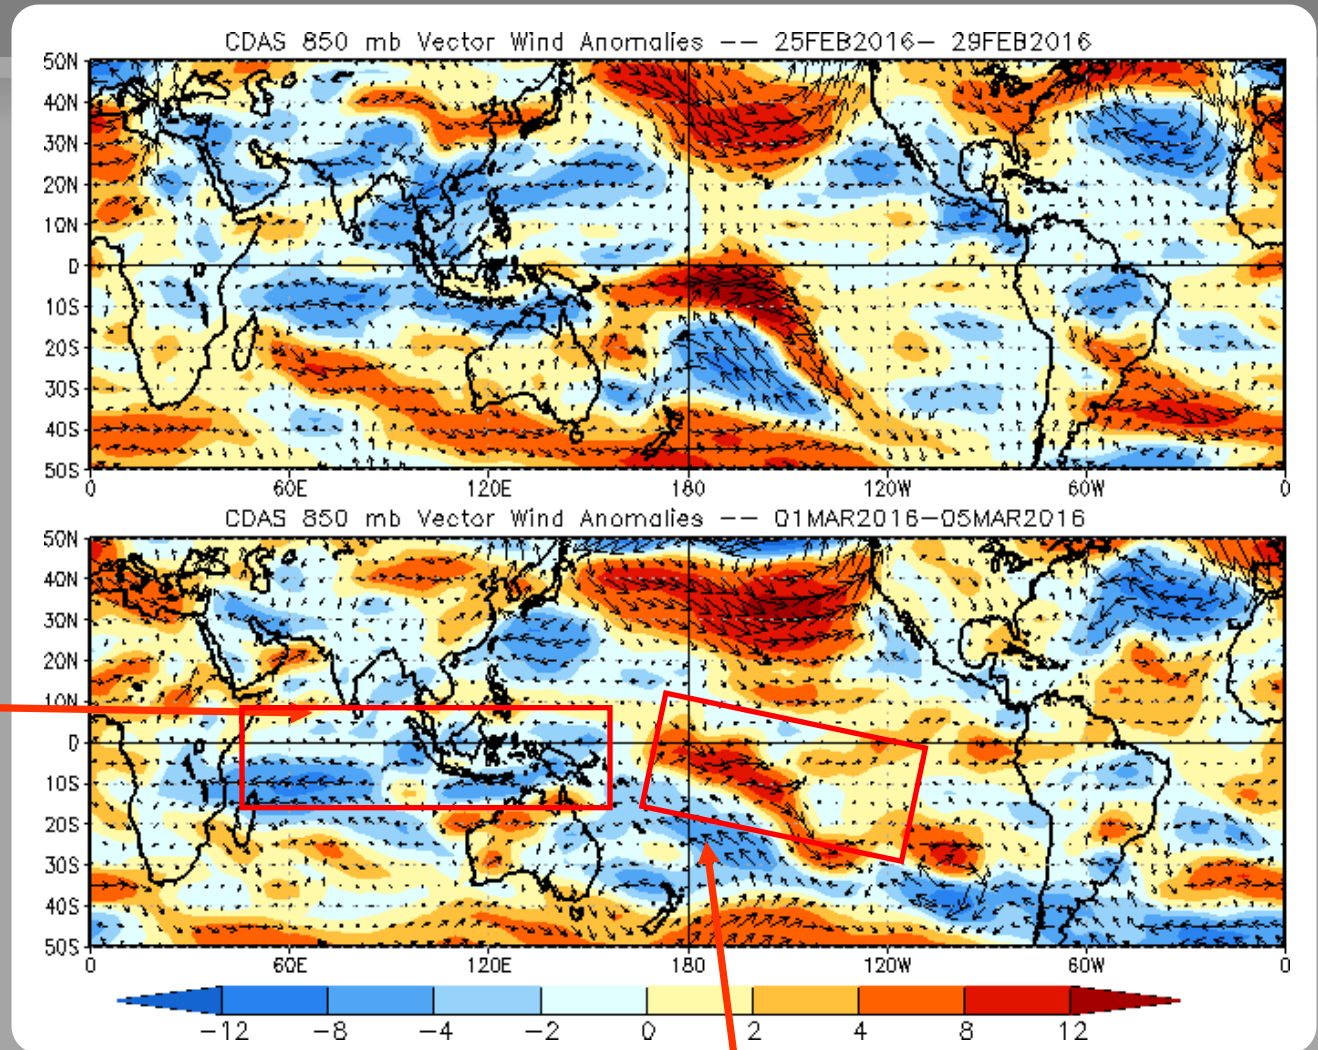 CDAS 850 mb Vector Wind Anomalies -- 25FEB2016- 29FEB2016
50N
40N
30N
20N
10N
0
10S
20S
30S
40S
50S
0 60E 120E 180 120W 60W 0
CDAS 850 mb Vector Wind Anomalies -- 01MAR2016-05MAR2016
50N
40N
30N
20N
10N
0
10S
20S
30S
40S
50S
0 60E 120E 180 120W 60W 0
-12 -8 -4 -2 0 2 4 8 12